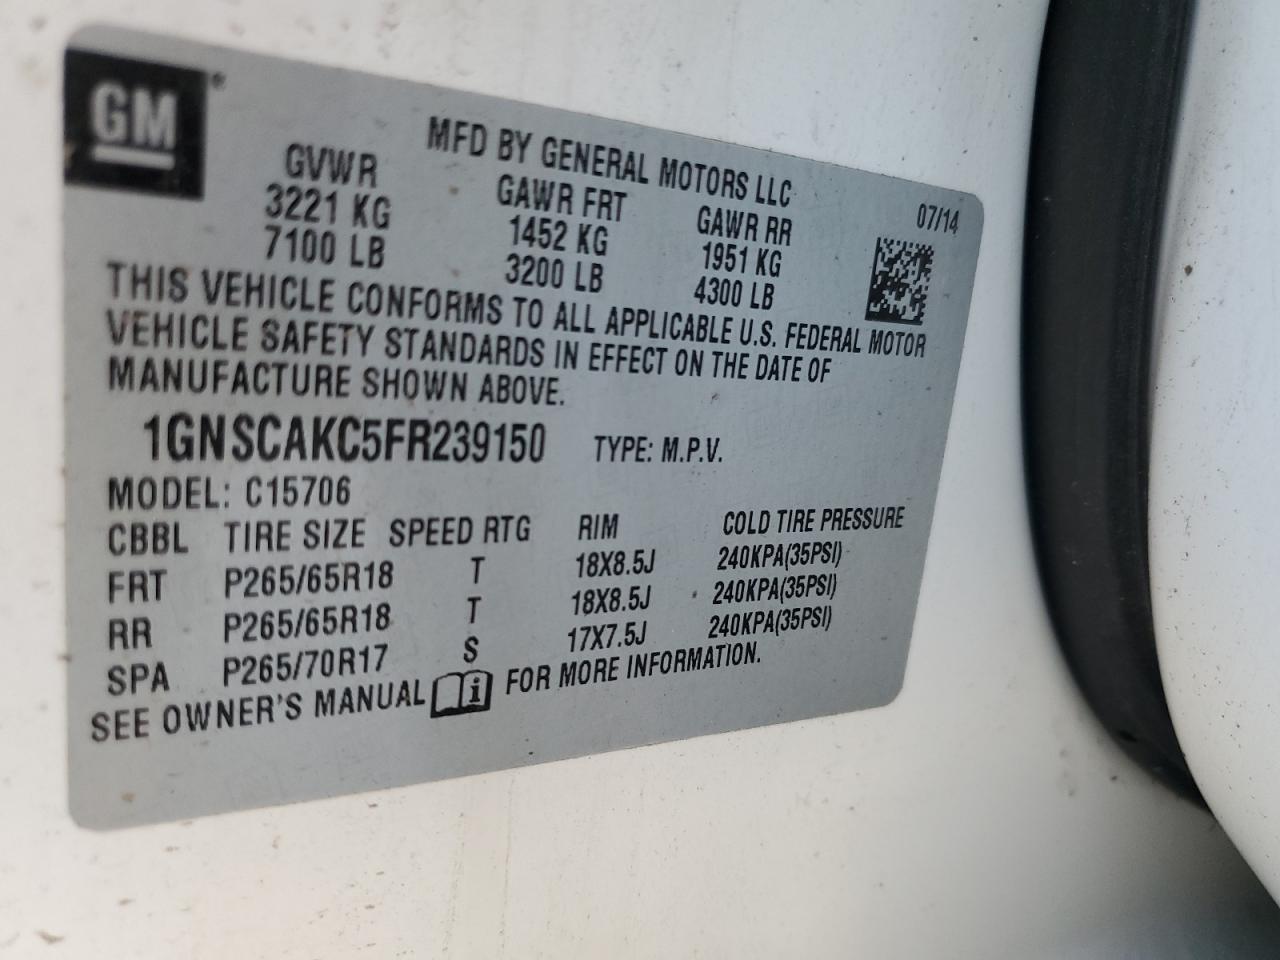 GM
MFD BY GENERAL MOTORS LLC
07/14
GVWR GAWR FRT GAWR RR
3221 KG 1452 KG 1951 KG
7100 LB 3200 LB 4300 LB
THIS VEHICLE CONFORMS TO ALL APPLICABLE U.S. FEDERAL MOTOR
VEHICLE SAFETY STANDARDS IN EFFECT ON THE DATE OF
MANUFACTURE SHOWN ABOVE.
1GNSCAKC5FR239150 TYPE: M.P.V.
MODEL: C15706
CBBL TIRE SIZE SPEED RTG RIM COLD TIRE PRESSURE
FRT P265/65R18 T 18X8.5J 240KPA(35PSI)
RR P265/65R18 T 18X8.5J 240KPA(35PSI)
SPA P265/70R17 S 17X7.5J 240KPA(35PSI)
SEE OWNER'S MANUAL i FOR MORE INFORMATION.